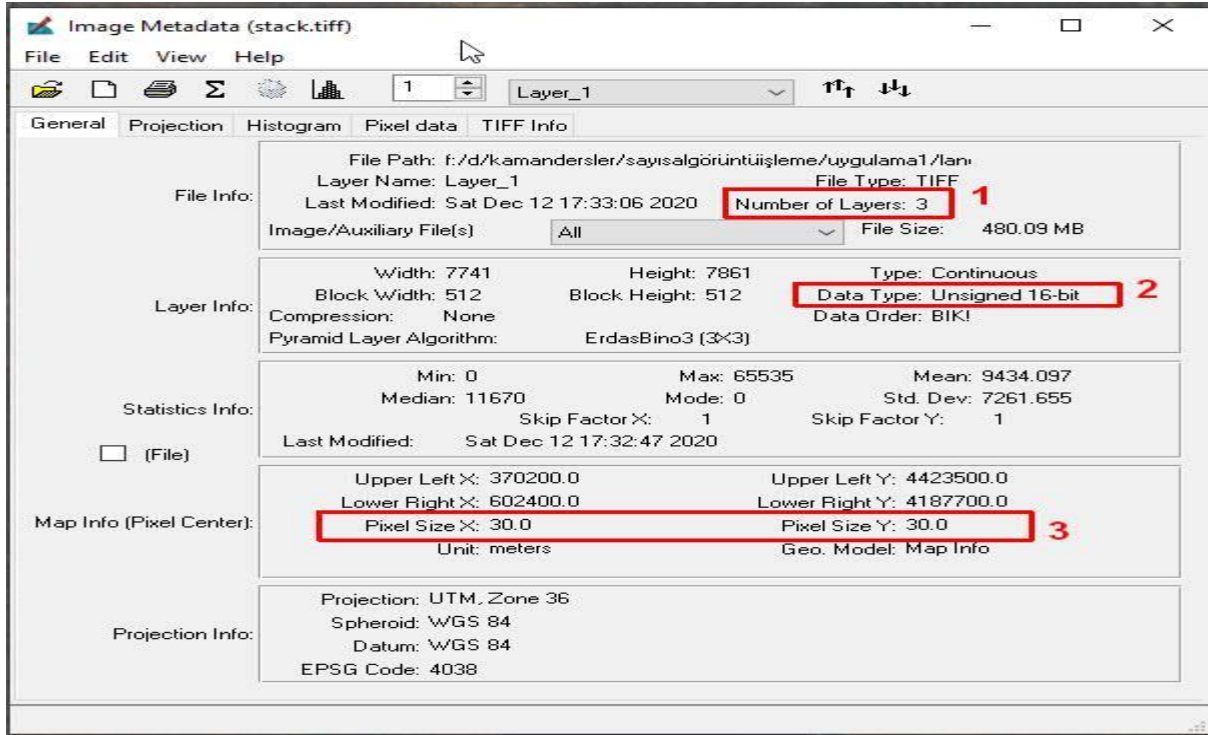 Image Metadata (stack.tiff)
File Edit View Help
1 Layer_1
General Projection Histogram Pixel data TIFF Info
File Info:
File Path: f:/d/kamandersler/sayısalgörüntüişleme/uygulama1/lan
Layer Name: Layer_1 File Type: TIFF
Last Modified: Sat Dec 12 17:33:06 2020 Number of Layers: 3 1
Image/Auxiliary File(s) All File Size: 480.09 MB
Layer Info:
Width: 7741 Height: 7861 Type: Continuous
Block Width: 512 Block Height: 512 Data Type: Unsigned 16-bit 2
Compression: None Data Order: BIK!
Pyramid Layer Algorithm: ErdasBino3 (3X3)
Statistics Info:
Min: 0 Max: 65535 Mean: 9434.097
Median: 11670 Mode: 0 Std. Dev: 7261.655
Skip Factor X: 1 Skip Factor Y: 1
Last Modified: Sat Dec 12 17:32:47 2020
(File)
Map Info (Pixel Center):
Upper Left X: 370200.0 Upper Left Y: 4423500.0
Lower Right X: 602400.0 Lower Right Y: 4187700.0
Pixel Size X: 30.0 Pixel Size Y: 30.0 3
Unit: meters Geo. Model: Map Info
Projection Info:
Projection: UTM, Zone 36
Spheroid: WGS 84
Datum: WGS 84
EPSG Code: 4038